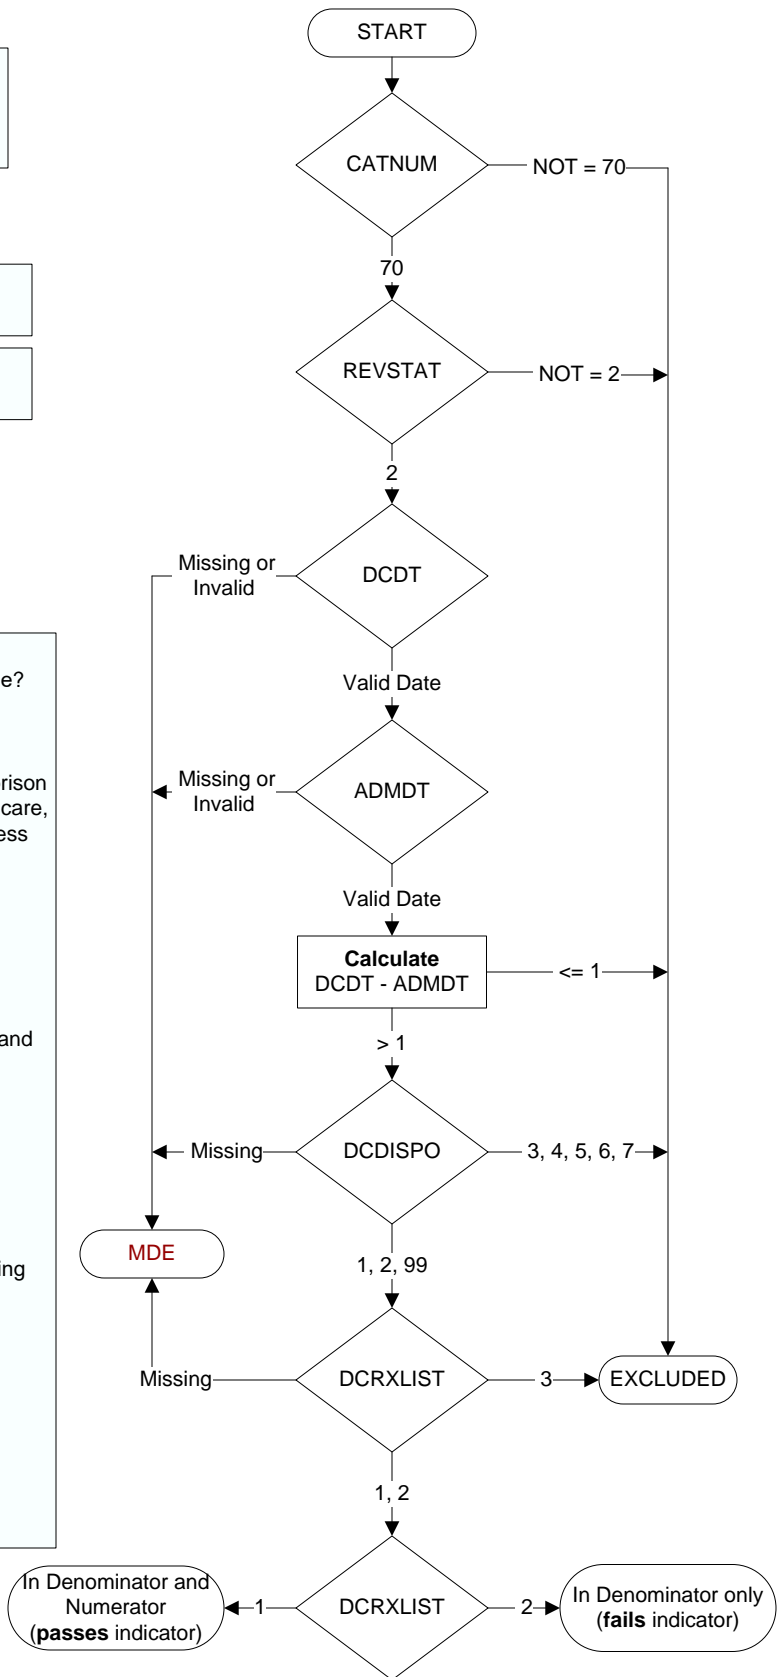 START
CATNUM
NOT = 70
70
REVSTAT
NOT = 2
2
Missing or
Invalid
DCDT
Valid Date
e?
rison
care,
ess
Missing or
Invalid
ADMDT
Valid Date
Calculate
DCDT - ADMDT
<= 1
and
> 1
Missing
DCDISPO
3, 4, 5, 6, 7
MDE
ing
1, 2, 99
Missing
DCRXLIST
3
EXCLUDED
1, 2
In Denominator and
Numerator
(passes indicator)
1
DCRXLIST
2
In Denominator only
(fails indicator)